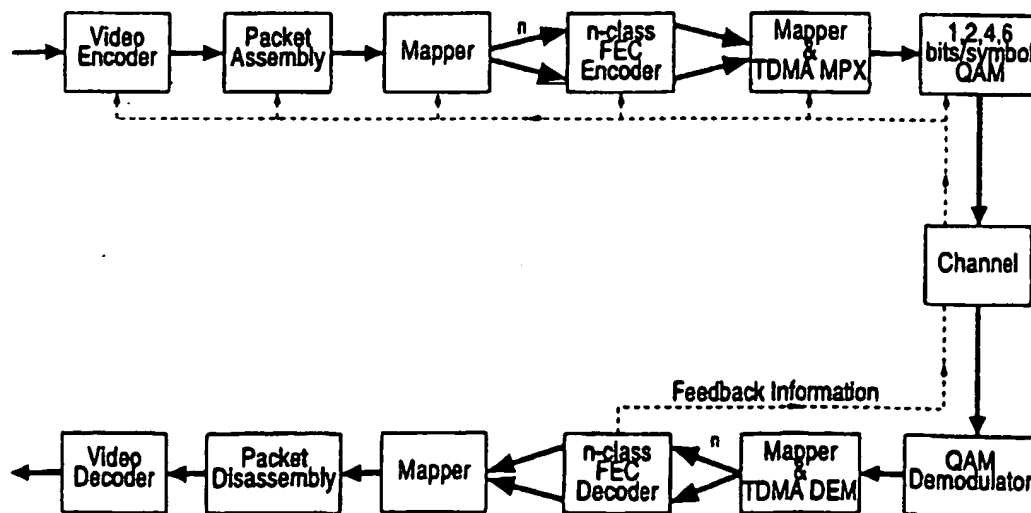 Video
Encoder
Packet
Assembly
Mapper
n
n-class
FEC
Encoder
Mapper
&
TDMA MPX
1,2,4,6
bits/symbol
QAM
Channel
Feedback Information
Video
Decoder
Packet
Disassembly
Mapper
n-class
FEC
Decoder
n
Mapper
&
TDMA DEM
QAM
Demodulator